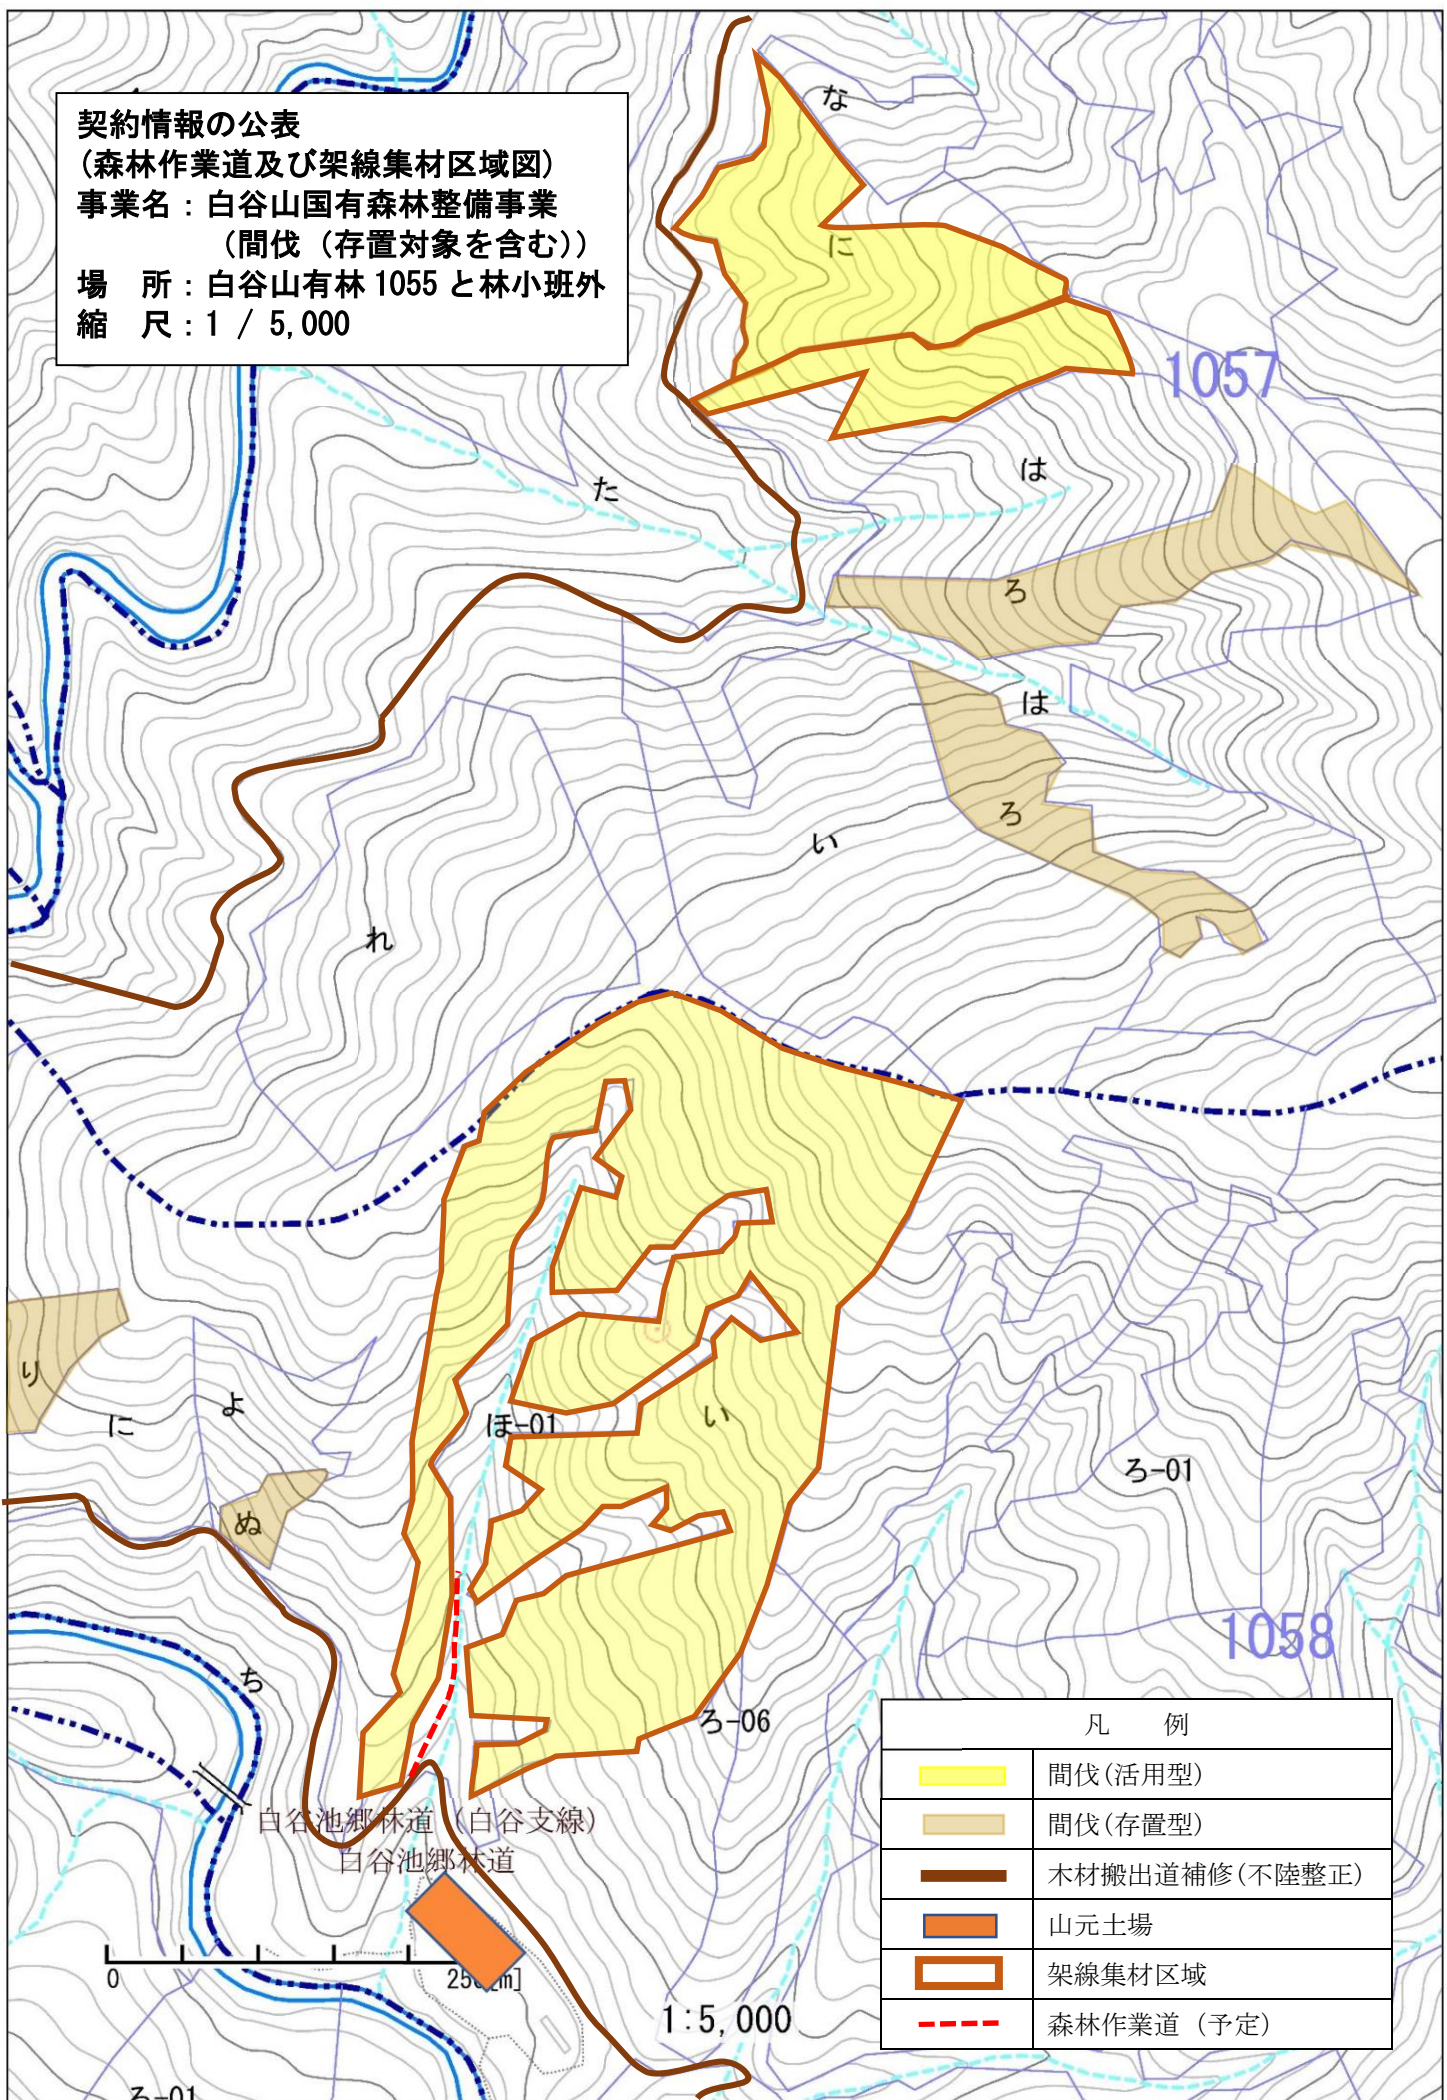 契約情報の公表
(森林作業道及び架線集材区域図)
事業名：白谷山国有森林整備事業
（間伐（存置対象を含む））
場　所：白谷山有林 1055 と林小班外
縮　尺：1 / 5,000
な
に
1057
は
た
ろ
は
ろ
い
れ
り
に
よ
ほ-01
い
ろ-01
ぬ
1058
ち
ろ-06
白谷池郷林道（白谷支線）
白谷池郷林道
凡　例
間伐(活用型)
間伐(存置型)
木材搬出道補修(不陸整正)
山元土場
架線集材区域
森林作業道（予定）
0
250[m]
1:5,000
ろ-01